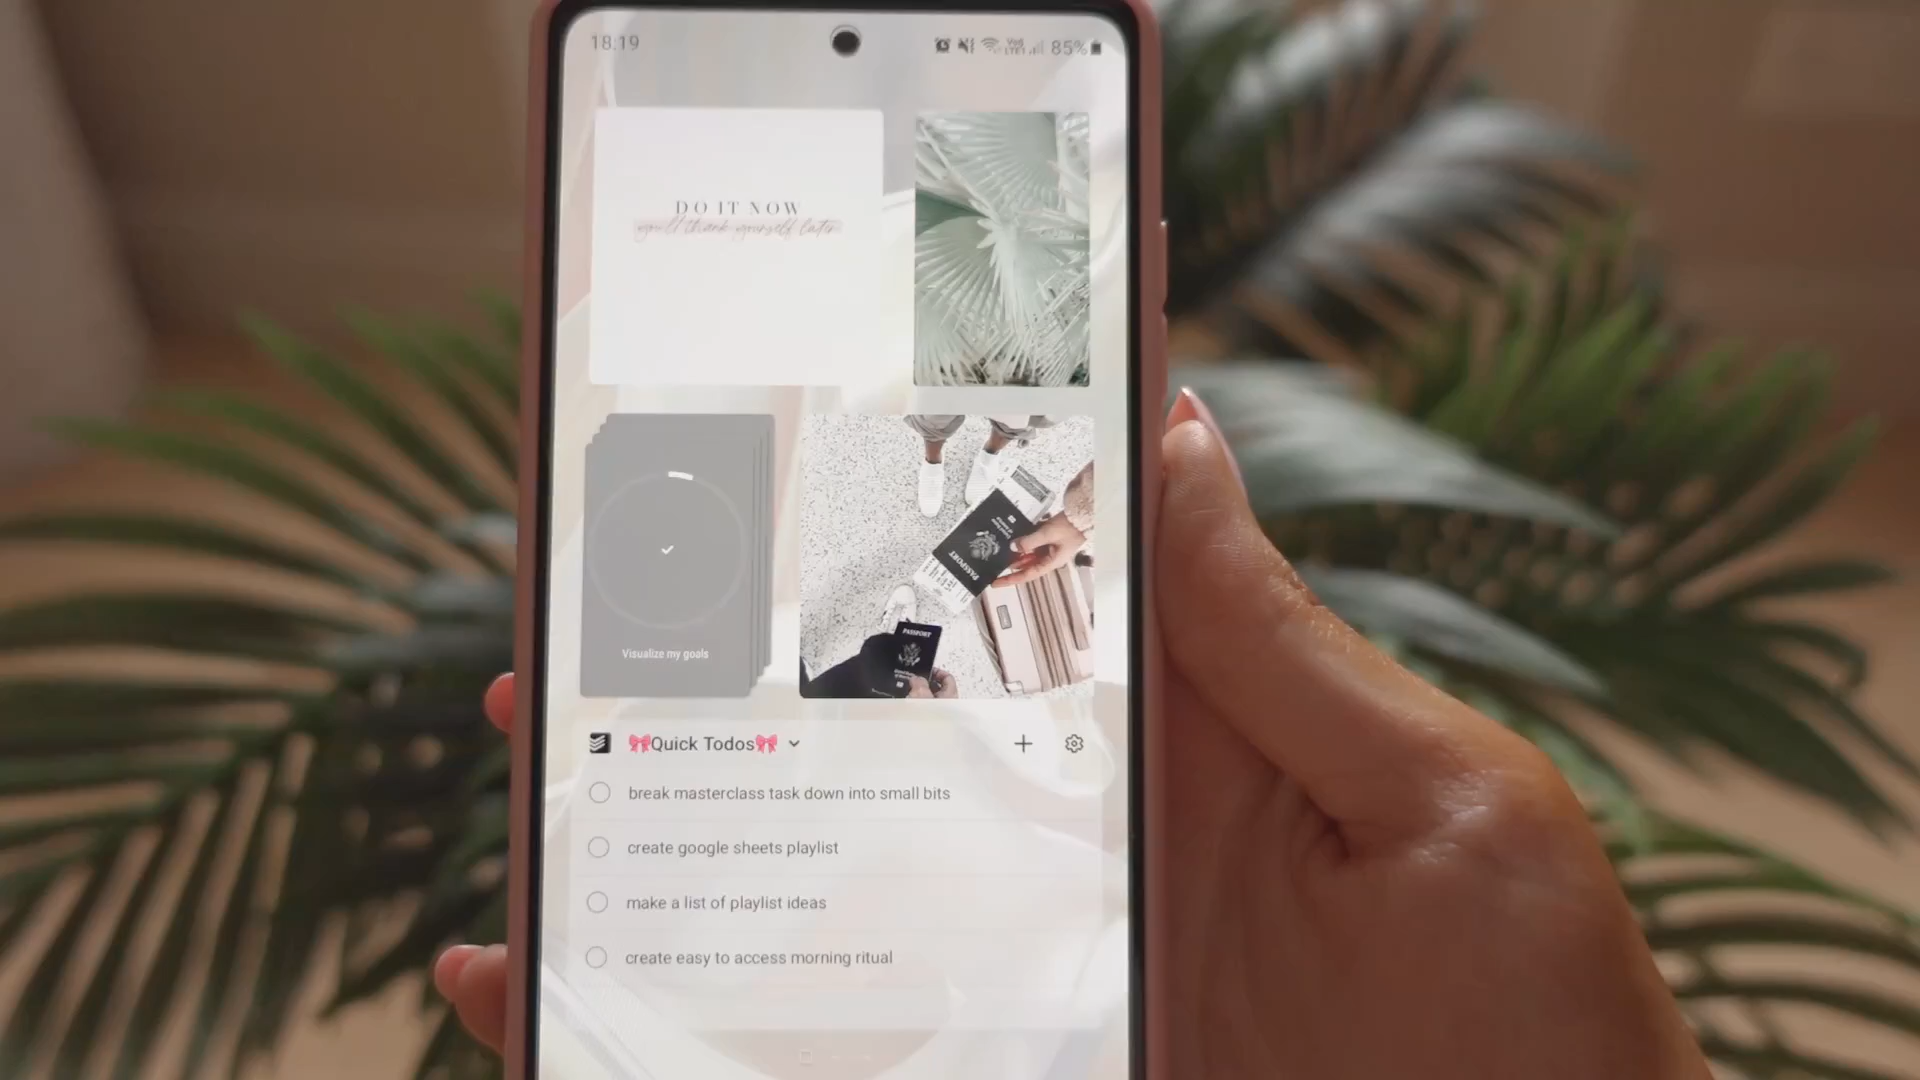 18:19
Vo)
LTE1
85%
DO IT NOW
you'll thank yourself later
PASSPORT
PASSPORT
Visualize my goals
🎀Quick Todos🎀
break masterclass task down into small bits
create google sheets playlist
make a list of playlist ideas
create easy to access morning ritual